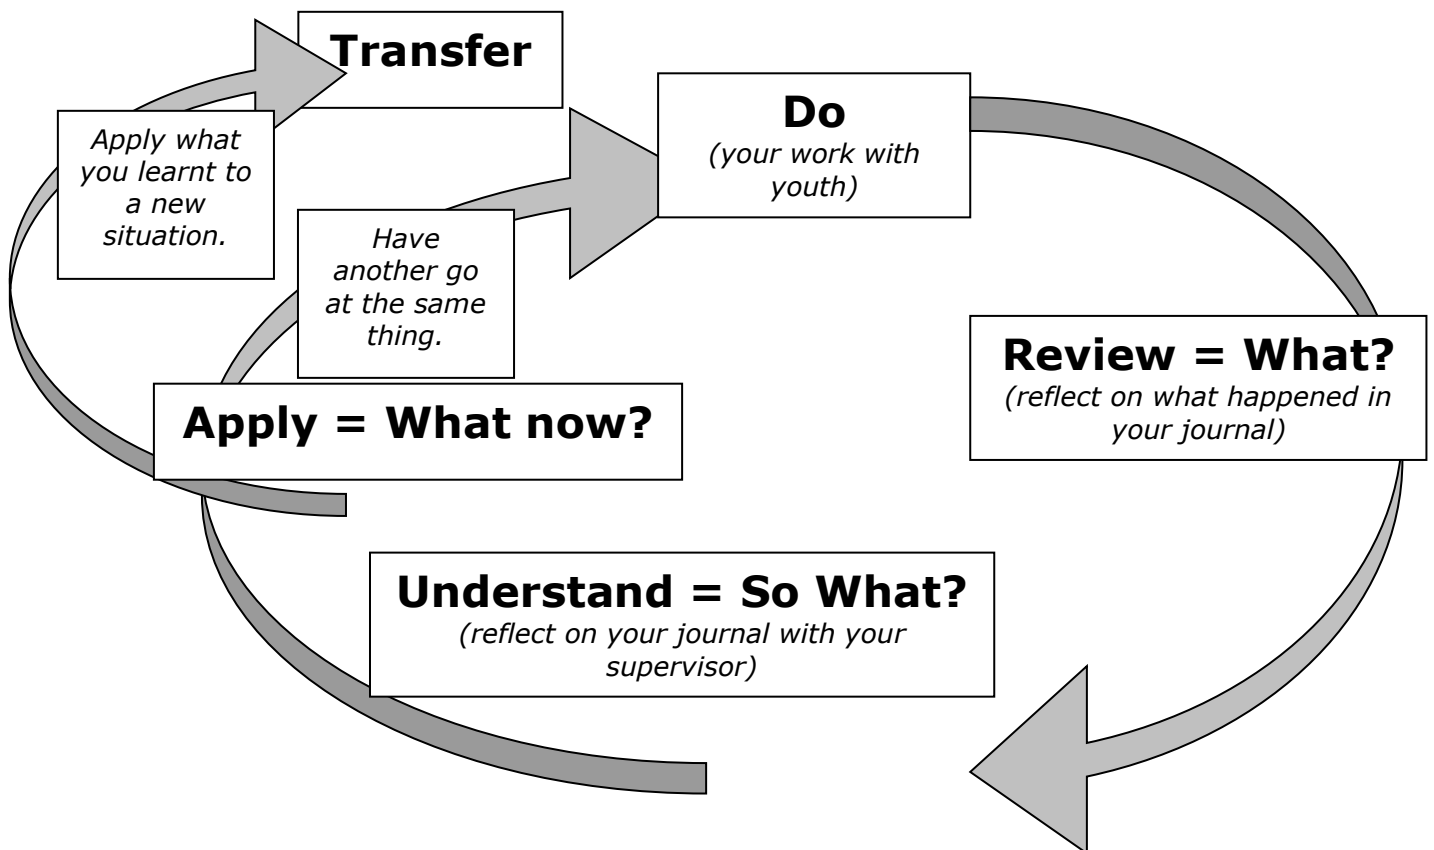 Transfer
Do
(your work with
youth)
Apply what
you learnt to
a new
situation.
Have
another go
at the same
thing.
Review = What?
(reflect on what happened in
your journal)
Apply = What now?
Understand = So What?
(reflect on your journal with your
supervisor)